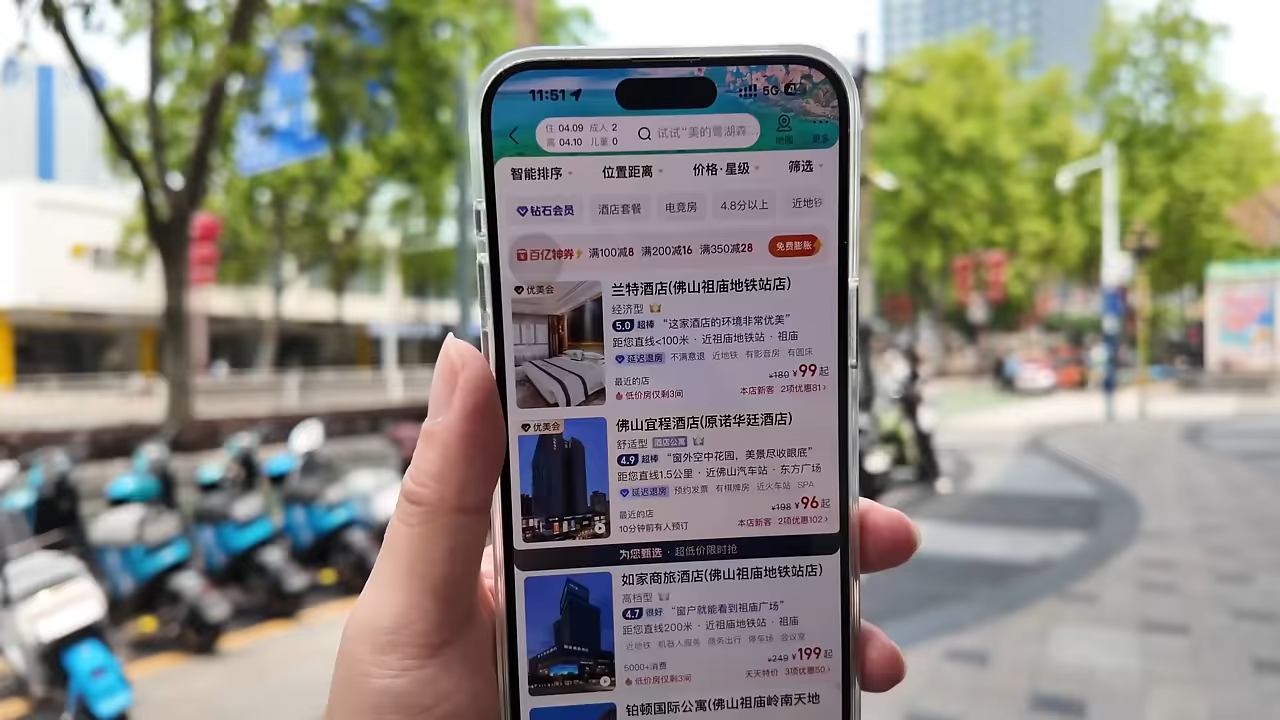 11:51
5G
住 04.09 成人 2
离 04.10 儿童 0
试试“美的鹭湖森...
地图
更多
智能排序
位置距离
价格·星级
筛选
钻石会员
酒店套餐
电竞房
4.8分以上
近地铁
百亿神券
满100减8
满200减16
满350减28
免费膨胀
优美会
兰特酒店(佛山祖庙地铁站店)
经济型
5.0 超棒 “这家酒店的环境非常优美”
距您直线<100米 · 近祖庙地铁站 · 祖庙
延迟退房 不满意退 近地铁 有影音房 有圆床
¥180 ¥99起
最近的店
本店新客 2项优惠81>
低价房仅剩3间
优美会
佛山宜程酒店(原诺华廷酒店)
舒适型 酒店公寓
4.9 超棒 “窗外空中花园，美景尽收眼底”
距您直线1.5公里 · 近佛山汽车站 · 东方广场
延迟退房 预约发票 有棋牌房 近火车站 SPA
¥198 ¥96起
最近的店
本店新客 2项优惠102>
10分钟前有人预订
为您甄选 · 超低价限时抢
如家商旅酒店(佛山祖庙地铁站店)
高档型
4.7 很好 “窗户就能看到祖庙广场”
距您直线200米 · 近祖庙地铁站 · 祖庙
近地铁 机器人服务 商务出行 停车场 会议室
¥249 ¥199起
5000+消费
天天特价 3项优惠50>
低价房仅剩3间
铂顿国际公寓(佛山祖庙岭南天地